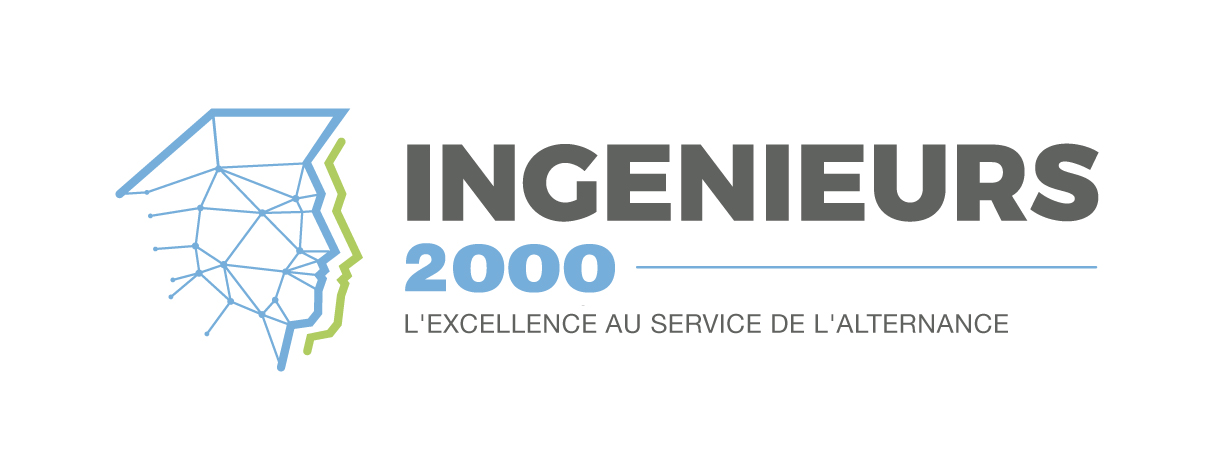 INGENIEURS
2000
L'EXCELLENCE AU SERVICE DE L'ALTERNANCE